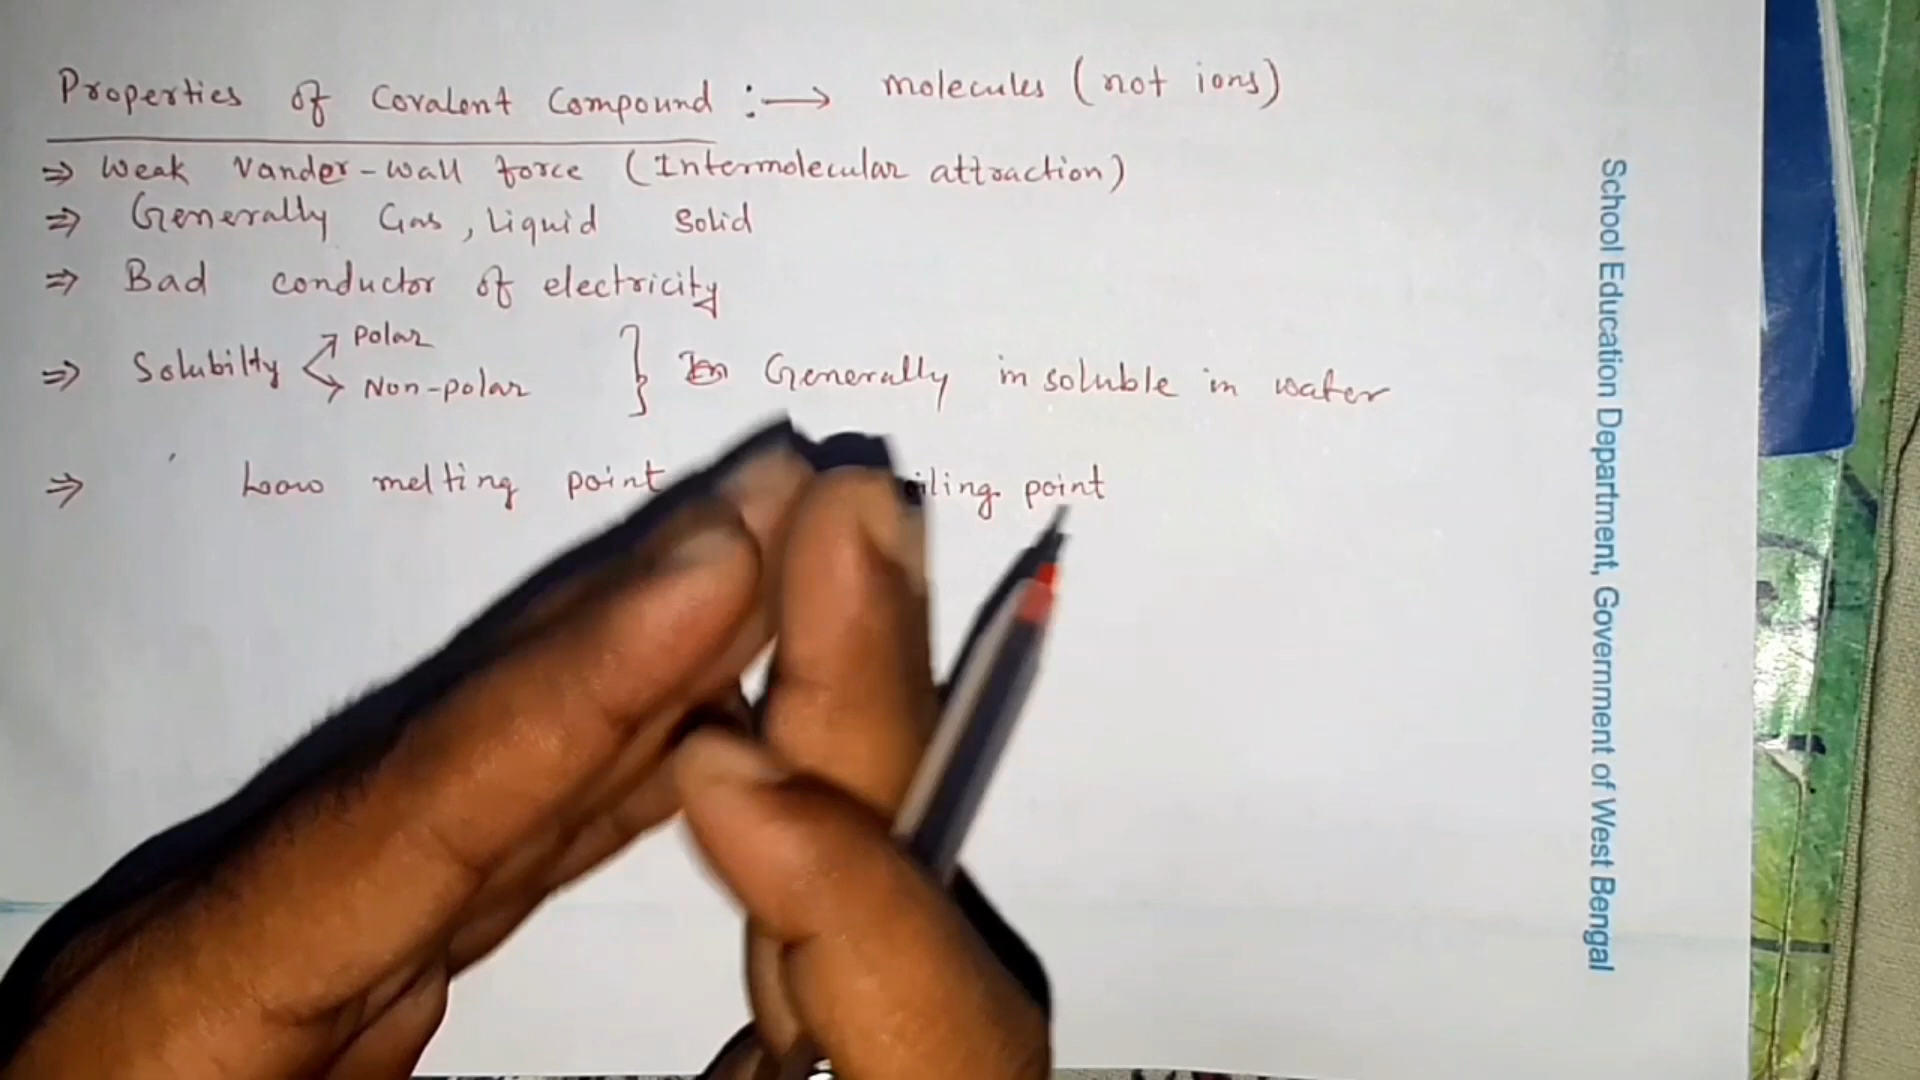 Properties of Covalent Compound :→ molecules (not ions)
⇒ Weak Vander-wall force (Intermolecular attraction)
⇒ Generally Gas, Liquid Solid
⇒ Bad conductor of electricity
⇒ Solubilty Polar
Non-polar } Generally insoluble in water
⇒ Low melting point point
School Education Department, Government of West Bengal